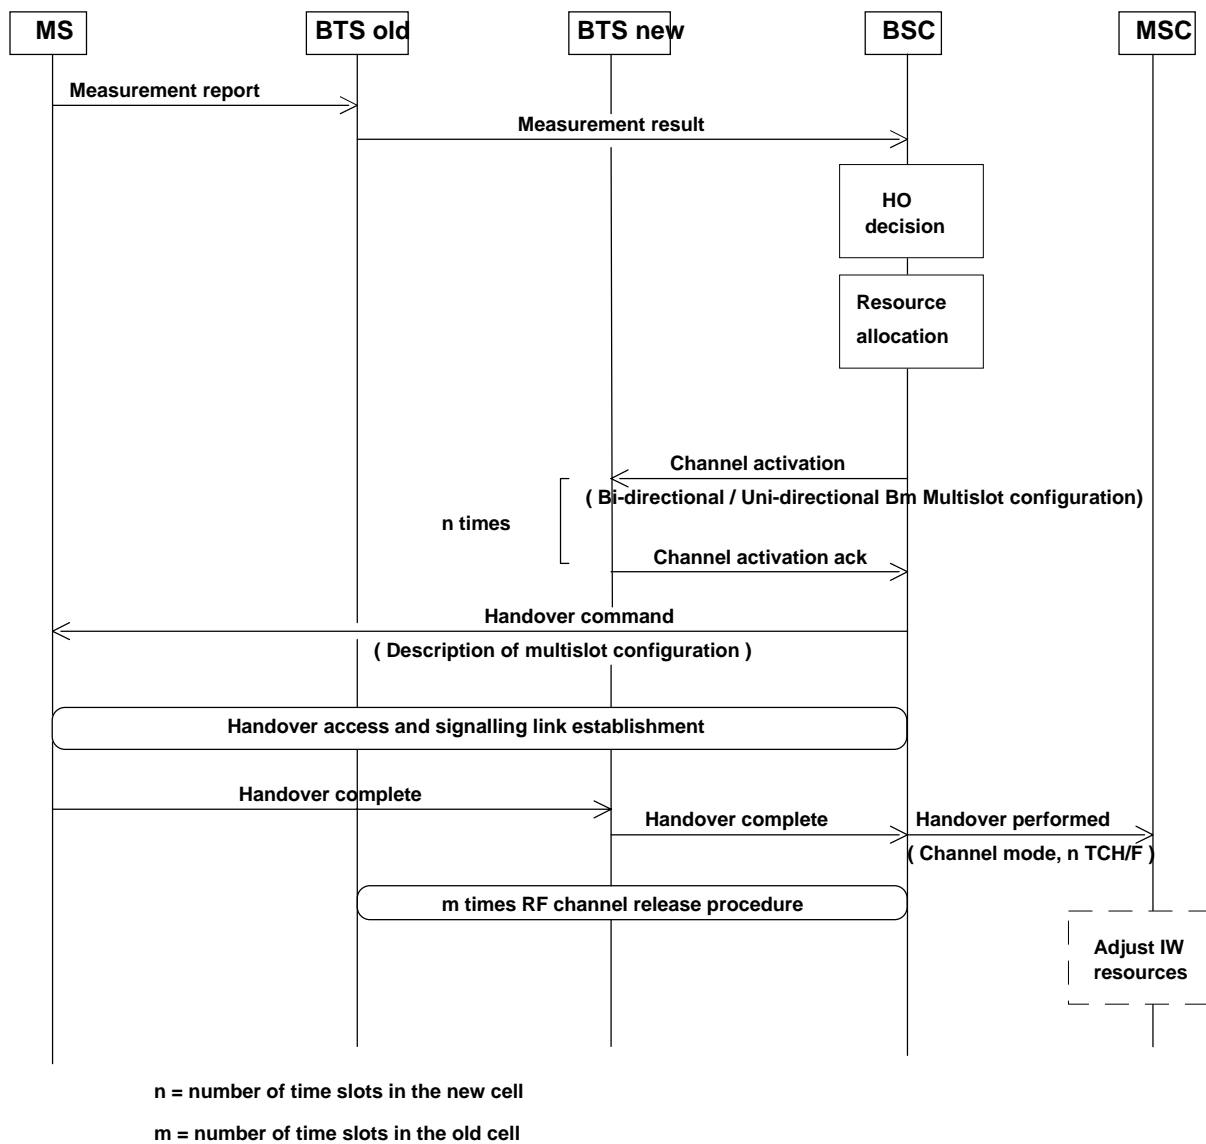 MS
BTS old
BTS new
BSC
MSC
Measurement report
Measurement result
HO
decision
Resource
allocation
Channel activation
( Bi-directional / Uni-directional Bm Multislot configuration)
n times
Channel activation ack
Handover command
( Description of multislot configuration )
Handover access and signalling link establishment
Handover complete
Handover complete
Handover performed
( Channel mode, n TCH/F )
m times RF channel release procedure
Adjust IW
resources
n = number of time slots in the new cell
m = number of time slots in the old cell